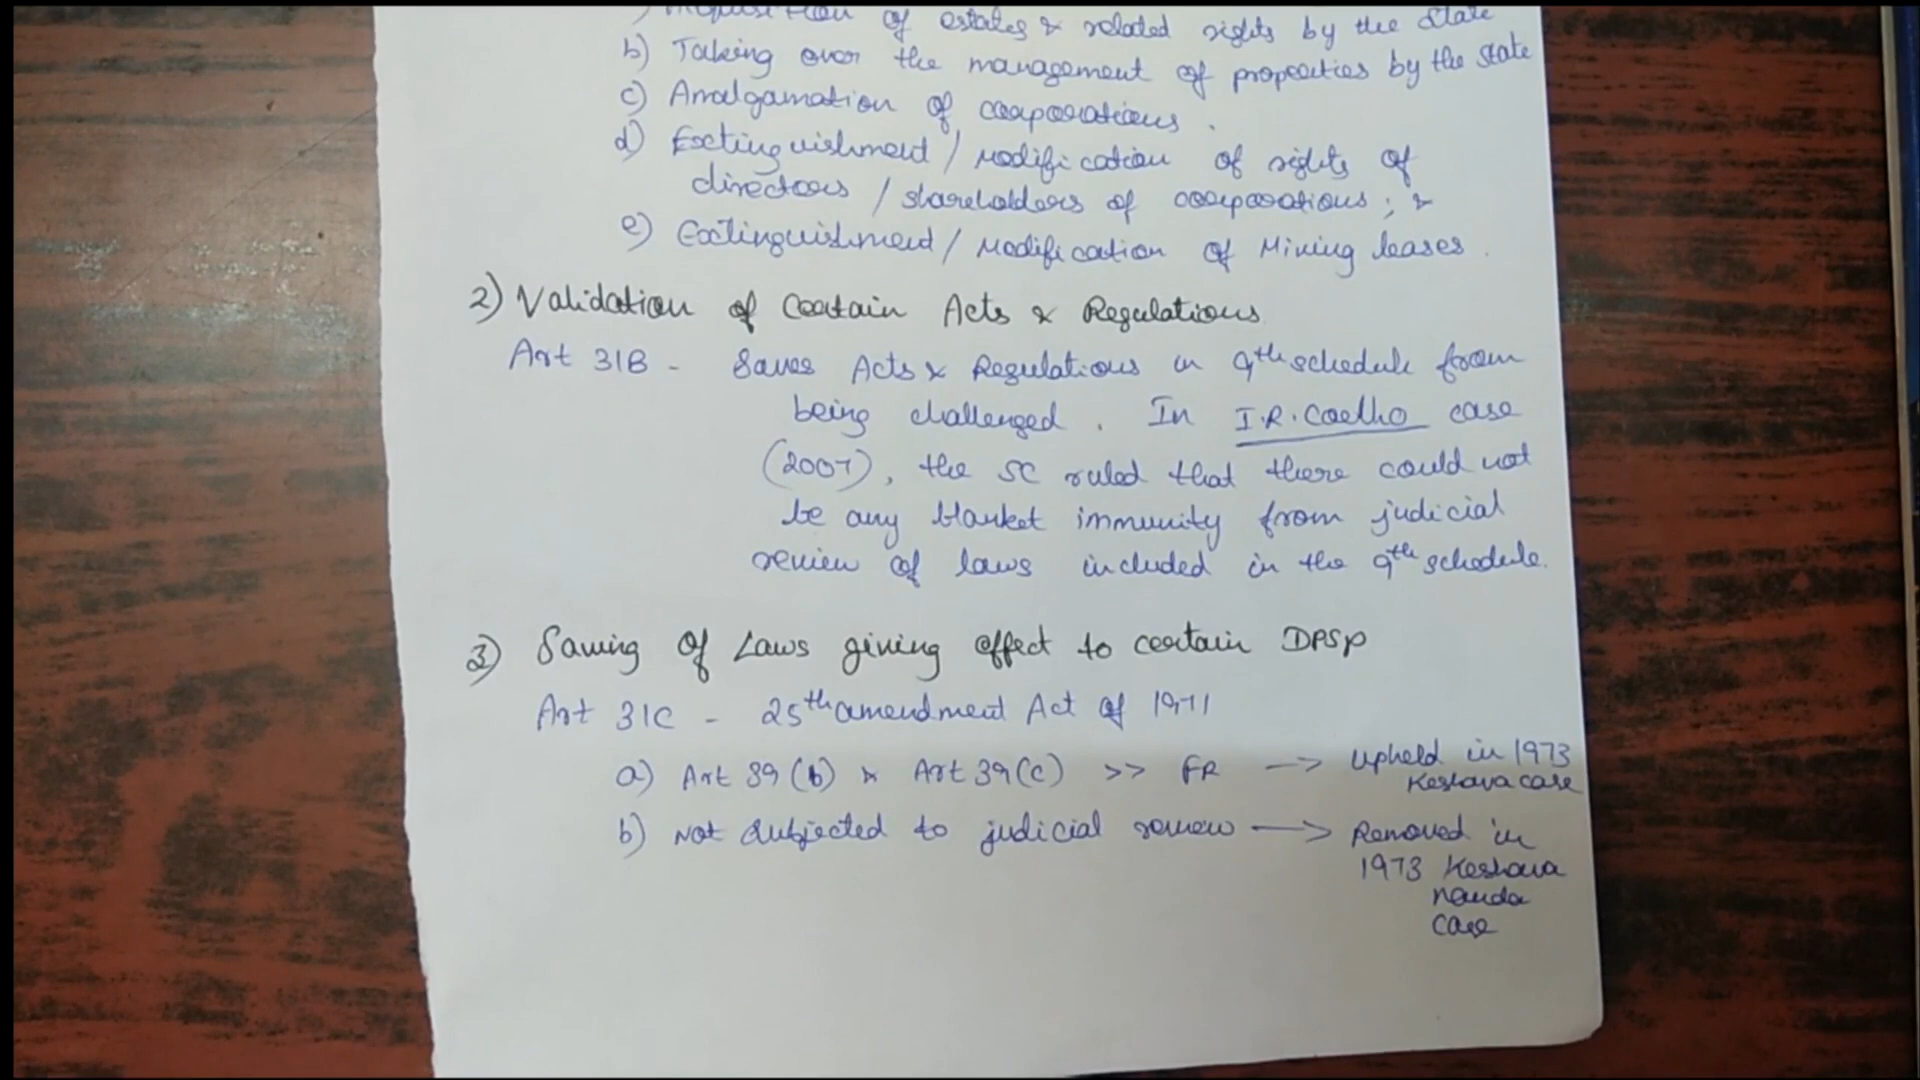 of estates & related rights by the State
b) Taking over the management of properties by the State
c) Amalgamation of corporations.
d) Extinguishment / Modification of rights of
directors / shareholders of corporations; &
e) Extinguishment / Modification of Mining leases.
2) Validation of Certain Acts & Regulations
Art 31B - Saves Acts & Regulations in 9th schedule from
being challenged. In I.R. Coelho case
(2007), the SC ruled that there could not
be any blanket immunity from judicial
review of laws included in the 9th schedule.
3) Saving of Laws giving effect to certain DPSP
Art 31C - 25th amendment Act of 1971
a) Art 39 (b) & Art 39 (c) >> FR → Upheld in 1973
Keshava case
b) Not Subjected to judicial review → Removed in
1973 Keshava
nanda
case